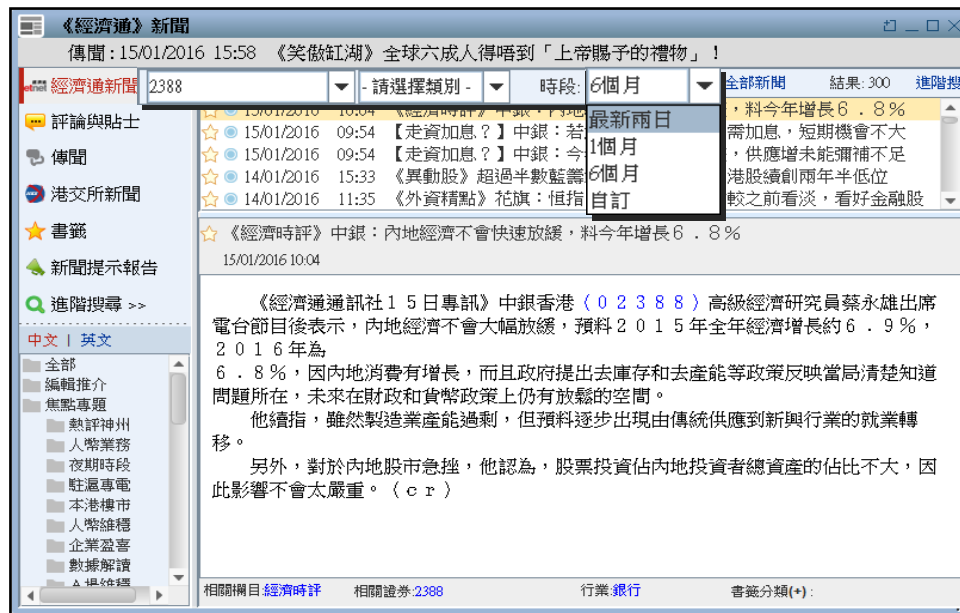 《經濟通》新聞
傳聞:15/01/2016 15:58 《笑傲缸湖》全球六成人得唔到「上帝賜予的禮物」!
etnet 經濟通新聞 2388 - 請選擇類別 - 時段: 6個月 全部新聞 結果: 300 進階搜
最新兩日
1個月
6個月
自訂
15/01/2016 10:04 《經濟時評》中銀:內地 ,料今年增長6.8%
15/01/2016 09:54 【走資加息?】中銀:若 需加息,短期機會不大
15/01/2016 09:54 【走資加息?】中銀:今 ,供應增未能彌補不足
14/01/2016 15:33 《異動股》超過半數藍籌 港股續創兩年半低位
14/01/2016 11:35 《外資精點》花旗:恒指 較之前看淡,看好金融股
評論與貼士
傳聞
港交所新聞
書籤
新聞提示報告
進階搜尋 >>
中文 | 英文
全部
編輯推介
焦點專題
熱評神州
人幣業務
夜期時段
駐滬專電
本港樓市
人幣維穩
企業盈喜
數據解讀
A場維穩
《經濟時評》中銀:內地經濟不會快速放緩,料今年增長6.8%
15/01/2016 10:04
《經濟通通訊社15日專訊》中銀香港(02388)高級經濟研究員蔡永雄出席
電台節目後表示,內地經濟不會大幅放緩,預料2015年全年經濟增長約6.9%,
2016年為
6.8%,因內地消費有增長,而且政府提出去庫存和去產能等政策反映當局清楚知道
問題所在,未來在財政和貨幣政策上仍有放鬆的空間。
他續指,雖然製造業產能過剩,但預料逐步出現由傳統供應到新興行業的就業轉
移。
另外,對於內地股市急挫,他認為,股票投資佔內地投資者總資產的佔比不大,因
此影響不會太嚴重。(cr)
相關欄目:經濟時評 相關證券:2388 行業:銀行 書籤分類(+) :